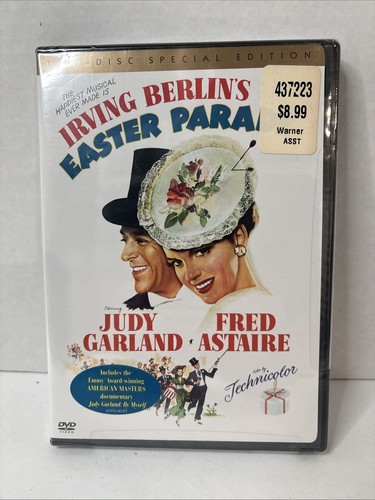 DISC SPECIAL EDITION
THE
HAPPIEST MUSICAL
EVER MADE IS
IRVING BERLIN'S
EASTER PARA
437223
$8.99
Warner
ASST
Starring
JUDY FRED
GARLAND ASTAIRE
Color by
Technicolor
Includes the
Emmy Award-winning
AMERICAN MASTERS
documentary
Judy Garland: By Myself
DVD
VIDEO